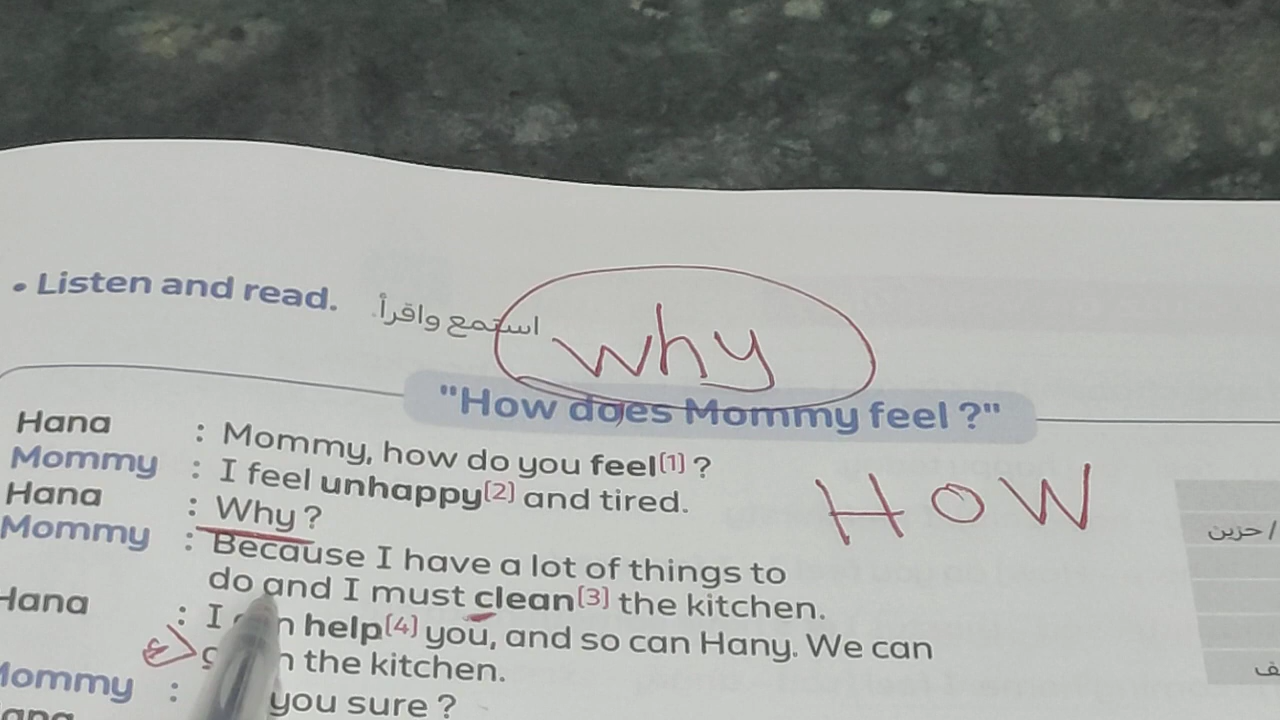 • Listen and read. استمع واقرأ.
why
"How does Mommy feel ?"
Hana : Mommy, how do you feel[1] ?
Mommy : I feel unhappy[2] and tired.
HOW
Hana : Why ?
Mommy : Because I have a lot of things to
do and I must clean[3] the kitchen.
Hana : I help[4] you, and so can Hany. We can
the kitchen.
Mommy : you sure ?
/ حزين